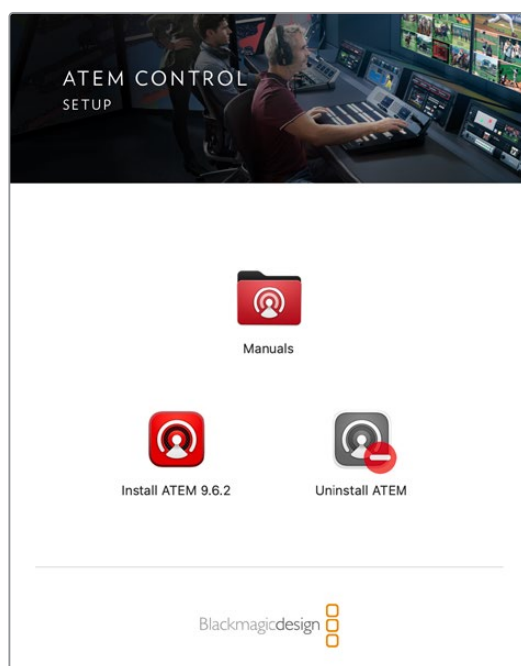 ATEM CONTROL
SETUP
Manuals
Install ATEM 9.6.2
Uninstall ATEM
Blackmagicdesign